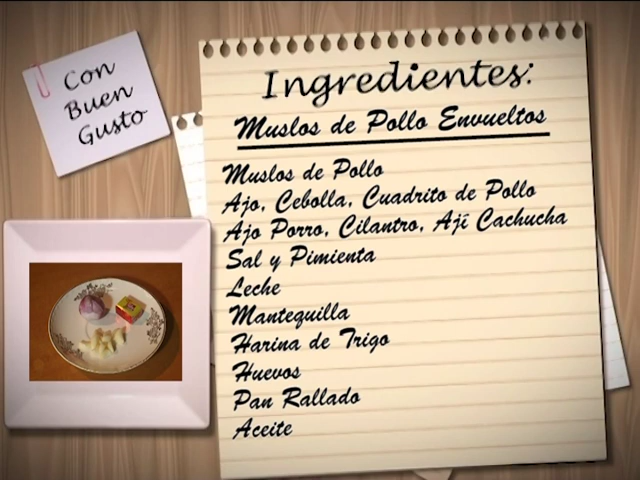 Con
Buen
Gusto
Ingredientes:
Muslos de Pollo Envueltos
Muslos de Pollo
Ajo, Cebolla, Cuadrito de Pollo
Ajo Porro, Cilantro, Ají Cachucha
Sal y Pimienta
Leche
Mantequilla
Harina de Trigo
Huevos
Pan Rallado
Aceite